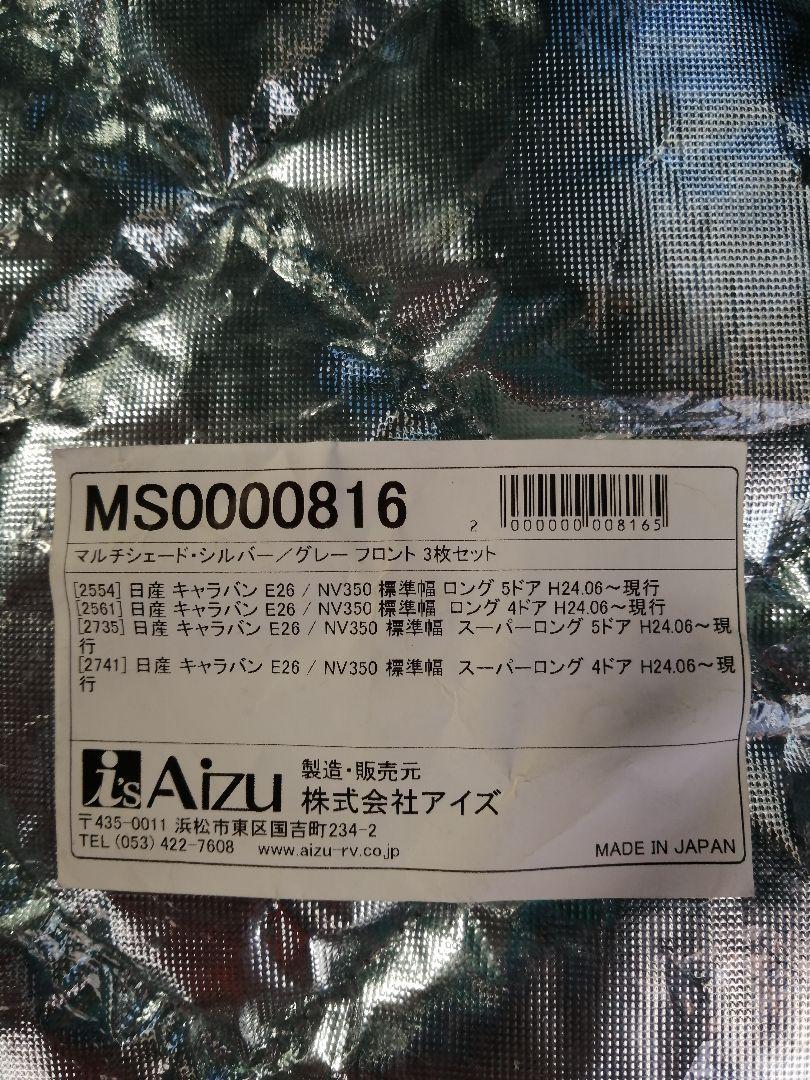 MS0000816
2 000000 008165
マルチシェード・シルバー／グレー フロント 3枚セット
[2554] 日産 キャラバン E26 / NV350 標準幅 ロング 5ドア H24.06～現行
[2561] 日産 キャラバン E26 / NV350 標準幅 ロング 4ドア H24.06～現行
[2735] 日産 キャラバン E26 / NV350 標準幅 スーパーロング 5ドア H24.06～現
行
[2741] 日産 キャラバン E26 / NV350 標準幅 スーパーロング 4ドア H24.06～現
行
i's Aizu 製造・販売元
株式会社アイズ
〒435-0011 浜松市東区国吉町234-2
TEL (053) 422-7608 www.aizu-rv.co.jp
MADE IN JAPAN